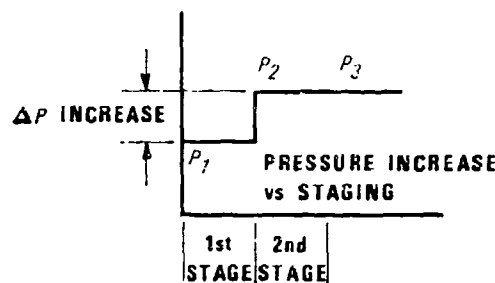 P2 P3
ΔP INCREASE
P1
PRESSURE INCREASE
vs STAGING
1st 2nd
STAGE STAGE